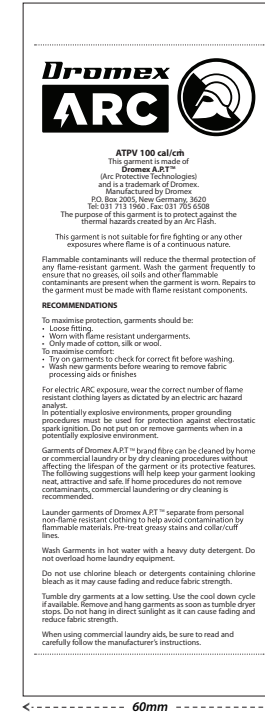 Dromex
ARC
ATPV 100 cal/cm²
This garment is made of
Dromex A.P.T™
(Arc Protective Technologies)
and is a trademark of Dromex.
Manufactured by Dromex
P.O. Box 2005, New Germany, 3620
Tel: 031 713 1960 . Fax: 031 705 6508
The purpose of this garment is to protect against the
thermal hazards created by an Arc Flash.
This garment is not suitable for fire fighting or any other
exposures where flame is of a continuous nature.
Flammable contaminants will reduce the thermal protection of
any flame-resistant garment. Wash the garment frequently to
ensure that no greases, oil soils and other flammable
contaminants are present when the garment is worn. Repairs to
the garment must be made with flame resistant components.
RECOMMENDATIONS
To maximise protection, garments should be:
• Loose fitting.
• Worn with flame resistant undergarments.
• Only made of cotton, silk or wool.
To maximise comfort:
• Try on garments to check for correct fit before washing.
• Wash new garments before wearing to remove fabric
processing aids or finishes
For electric ARC exposure, wear the correct number of flame
resistant clothing layers as dictated by an electric arc hazard
analyst.
In potentially explosive environments, proper grounding
procedures must be used for protection against electrostatic
spark ignition. Do not put on or remove garments when in a
potentially explosive environment.
Garments of Dromex A.P.T ™ brand fibre can be cleaned by home
or commercial laundry or by dry cleaning procedures without
affecting the lifespan of the garment or its protective features.
The following suggestions will help keep your garment looking
neat, attractive and safe. If home procedures do not remove
contaminants, commercial laundering or dry cleaning is
recommended.
Launder garments of Dromex A.P.T ™ separate from personal
non-flame resistant clothing to help avoid contamination by
flammable materials. Pre-treat greasy stains and collar/cuff
lines.
Wash Garments in hot water with a heavy duty detergent. Do
not overload home laundry equipment.
Do not use chlorine bleach or detergents containing chlorine
bleach as it may cause fading and reduce fabric strength.
Tumble dry garments at a low setting. Use the cool down cycle
if available. Remove and hang garments as soon as tumble dryer
stops. Do not hang in direct sunlight as it can cause fading and
reduce fabric strength.
When using commercial laundry aids, be sure to read and
carefully follow the manufacturer's instructions.
60mm